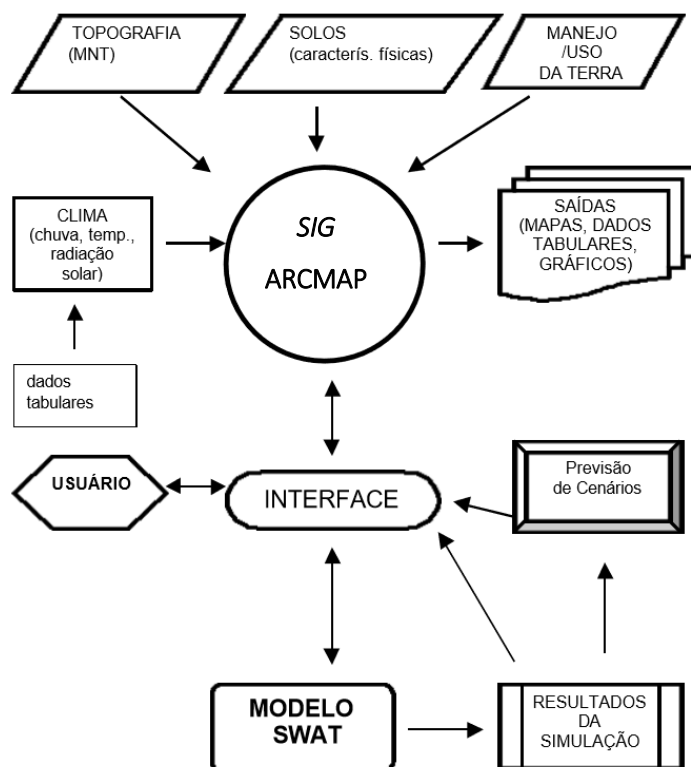 TOPOGRAFIA
(MNT)
SOLOS
(caracterís. físicas)
MANEJO
/USO
DA TERRA
CLIMA
(chuva, temp.,
radiação
solar)
SIG
ARCMAP
SAÍDAS
(MAPAS, DADOS
TABULARES,
GRÁFICOS)
dados
tabulares
USUÁRIO
INTERFACE
Previsão
de Cenários
MODELO
SWAT
RESULTADOS
DA
SIMULAÇÃO